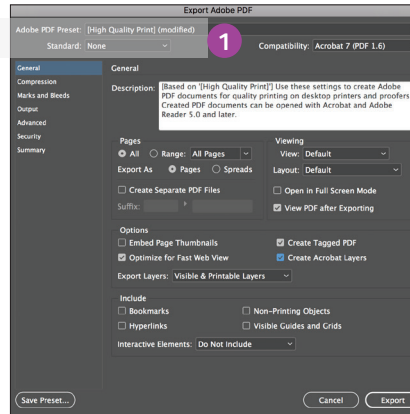 Export Adobe PDF
Adobe PDF Preset: [High Quality Print] (modified)
Standard: None
1
Compatibility: Acrobat 7 (PDF 1.6)
General
Compression
Marks and Bleeds
Output
Advanced
Security
Summary
General
Description: [Based on '[High Quality Print]'] Use these settings to create Adobe
PDF documents for quality printing on desktop printers and proofers
Created PDF documents can be opened with Acrobat and Adobe
Reader 5.0 and later.
Pages
All Range: All Pages
Export As Pages Spreads
Create Separate PDF Files
Suffix:
Viewing
View: Default
Layout: Default
Open in Full Screen Mode
View PDF after Exporting
Options
Embed Page Thumbnails Create Tagged PDF
Optimize for Fast Web View Create Acrobat Layers
Export Layers: Visible & Printable Layers
Include
Bookmarks Non-Printing Objects
Hyperlinks Visible Guides and Grids
Interactive Elements: Do Not Include
Save Preset... Cancel Export